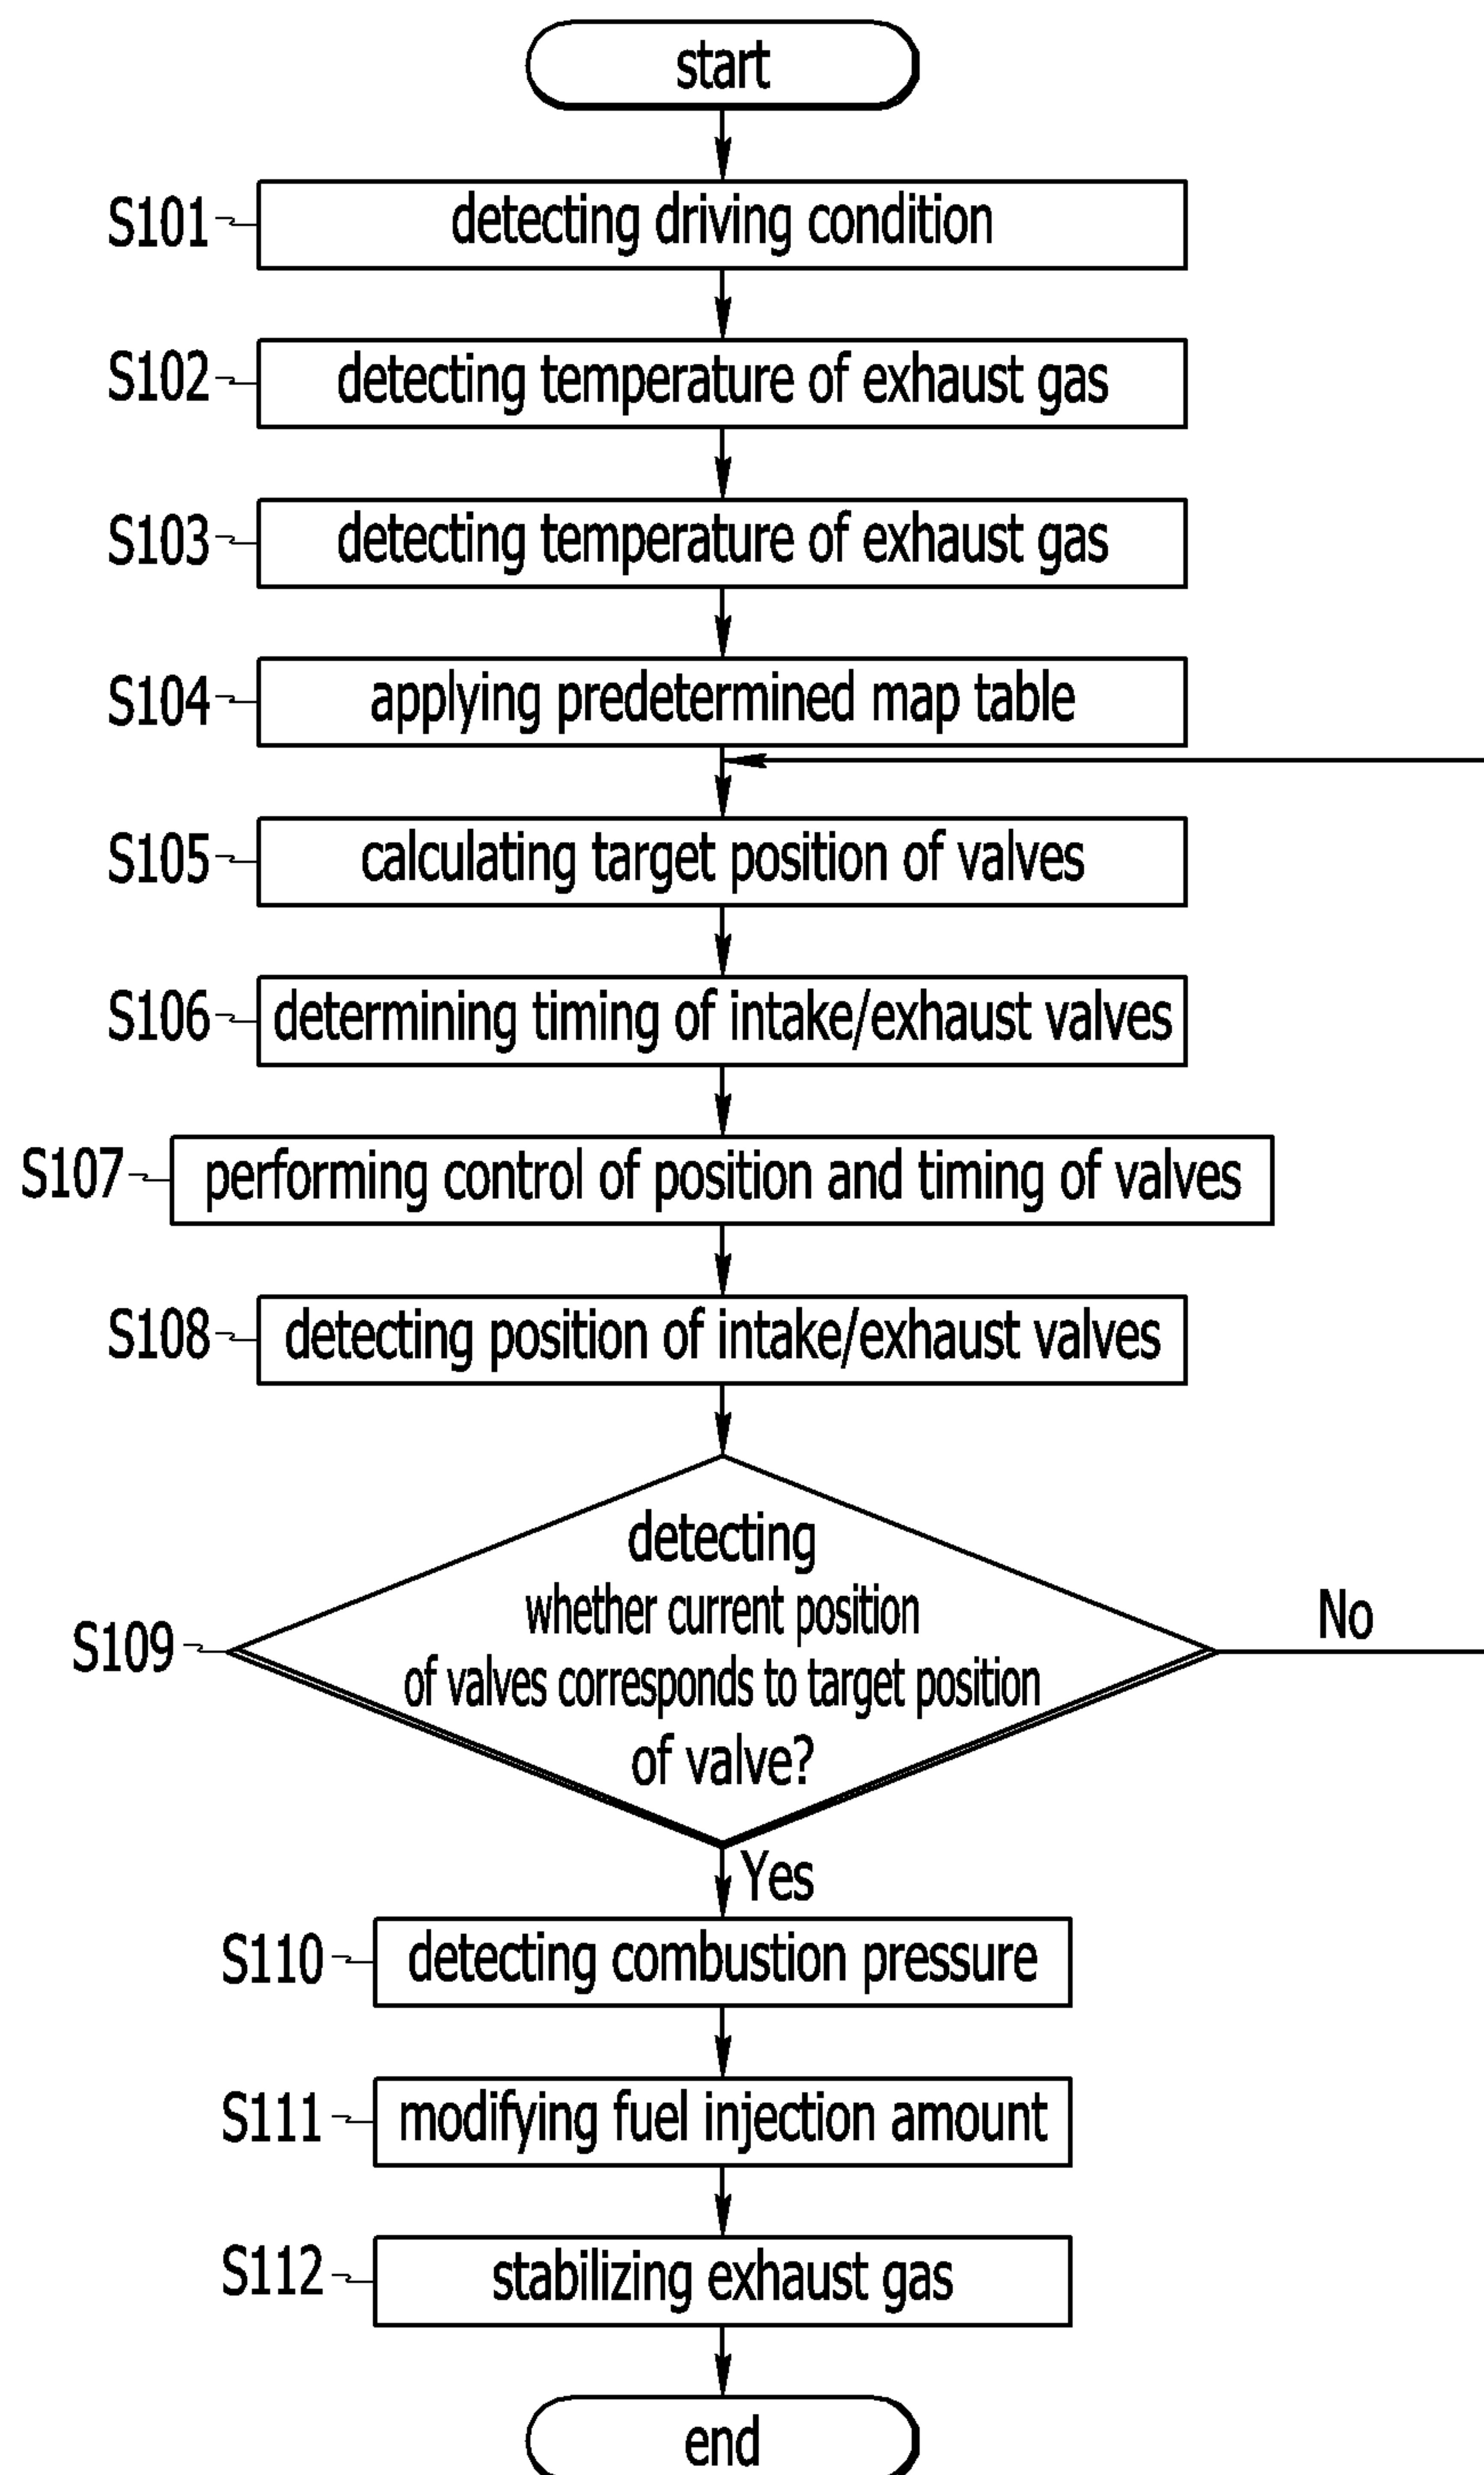 start
S101 detecting driving condition
S102 detecting temperature of exhaust gas
S103 detecting temperature of exhaust gas
S104 applying predetermined map table
S105 calculating target position of valves
S106 determining timing of intake/exhaust valves
S107 performing control of position and timing of valves
S108 detecting position of intake/exhaust valves
detecting
whether current position
S109
of valves corresponds to target position
of valve?
No
Yes
S110 detecting combustion pressure
S111 modifying fuel injection amount
S112 stabilizing exhaust gas
end